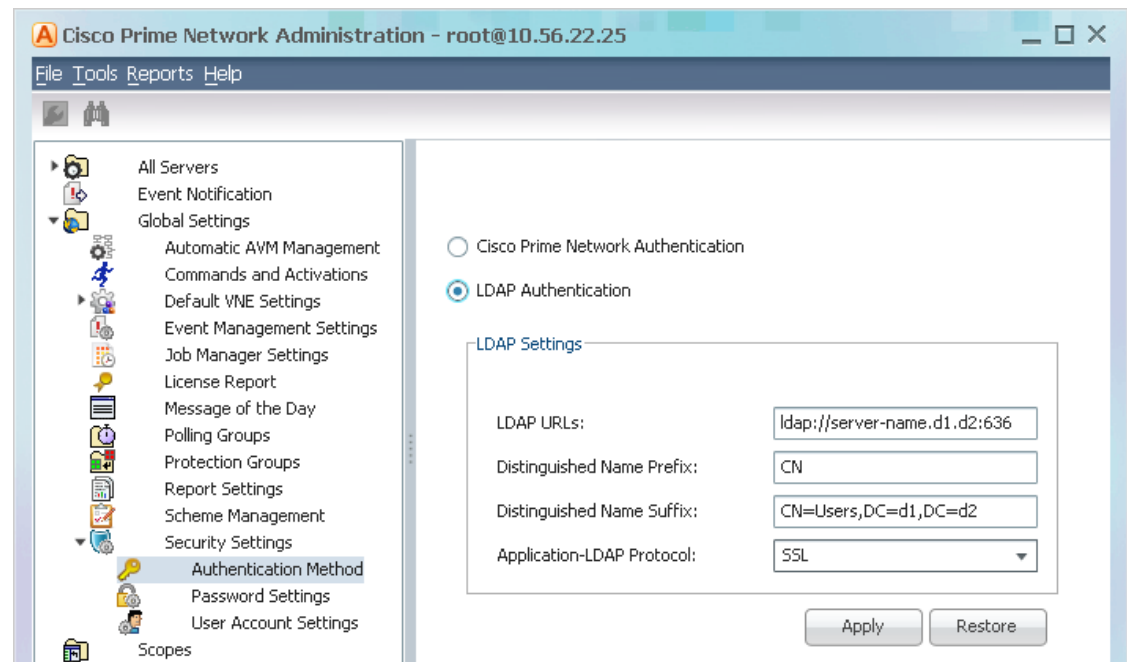 Cisco Prime Network Administration - root@10.56.22.25
File Tools Reports Help
All Servers
Event Notification
Global Settings
Automatic AVM Management
Commands and Activations
Default VNE Settings
Event Management Settings
Job Manager Settings
License Report
Message of the Day
Polling Groups
Protection Groups
Report Settings
Scheme Management
Security Settings
Authentication Method
Password Settings
User Account Settings
Scopes
Cisco Prime Network Authentication
LDAP Authentication
LDAP Settings
LDAP URLs: ldap://server-name.d1.d2:636
Distinguished Name Prefix: CN
Distinguished Name Suffix: CN=Users,DC=d1,DC=d2
Application-LDAP Protocol: SSL
Apply Restore